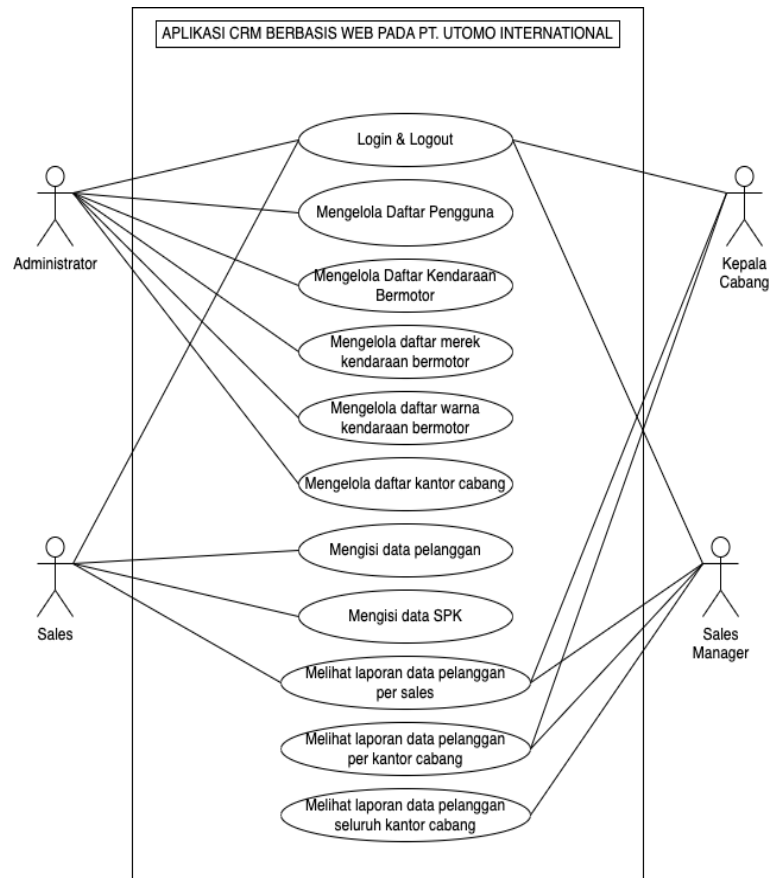 APLIKASI CRM BERBASIS WEB PADA PT. UTOMO INTERNATIONAL
Login & Logout
Mengelola Daftar Pengguna
Administrator
Kepala
Cabang
Mengelola Daftar Kendaraan
Bermotor
Mengelola daftar merek
kendaraan bermotor
Mengelola daftar warna
kendaraan bermotor
Mengelola daftar kantor cabang
Mengisi data pelanggan
Mengisi data SPK
Sales
Sales
Manager
Melihat laporan data pelanggan
per sales
Melihat laporan data pelanggan
per kantor cabang
Melihat laporan data pelanggan
seluruh kantor cabang